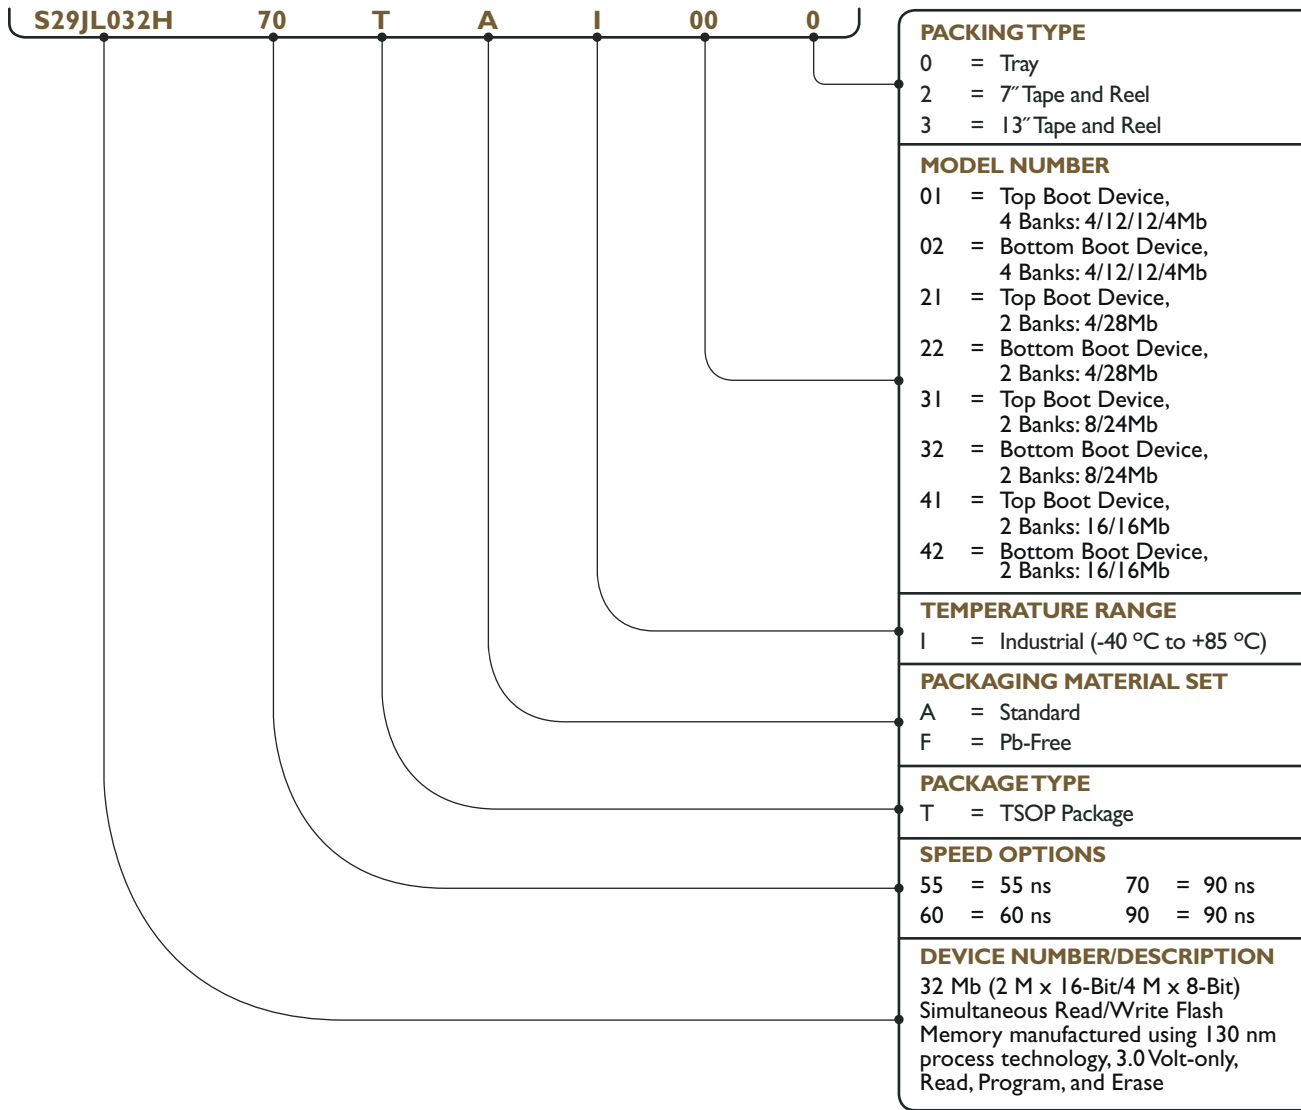 S29JL032H 70 T A I 00 0
PACKING TYPE
0 = Tray
2 = 7˝ Tape and Reel
3 = 13˝ Tape and Reel
MODEL NUMBER
01 = Top Boot Device,
4 Banks: 4/12/12/4Mb
02 = Bottom Boot Device,
4 Banks: 4/12/12/4Mb
21 = Top Boot Device,
2 Banks: 4/28Mb
22 = Bottom Boot Device,
2 Banks: 4/28Mb
31 = Top Boot Device,
2 Banks: 8/24Mb
32 = Bottom Boot Device,
2 Banks: 8/24Mb
41 = Top Boot Device,
2 Banks: 16/16Mb
42 = Bottom Boot Device,
2 Banks: 16/16Mb
TEMPERATURE RANGE
I = Industrial (-40 °C to +85 °C)
PACKAGING MATERIAL SET
A = Standard
F = Pb-Free
PACKAGE TYPE
T = TSOP Package
SPEED OPTIONS
55 = 55 ns 70 = 90 ns
60 = 60 ns 90 = 90 ns
DEVICE NUMBER/DESCRIPTION
32 Mb (2 M x 16-Bit/4 M x 8-Bit)
Simultaneous Read/Write Flash
Memory manufactured using 130 nm
process technology, 3.0 Volt-only,
Read, Program, and Erase